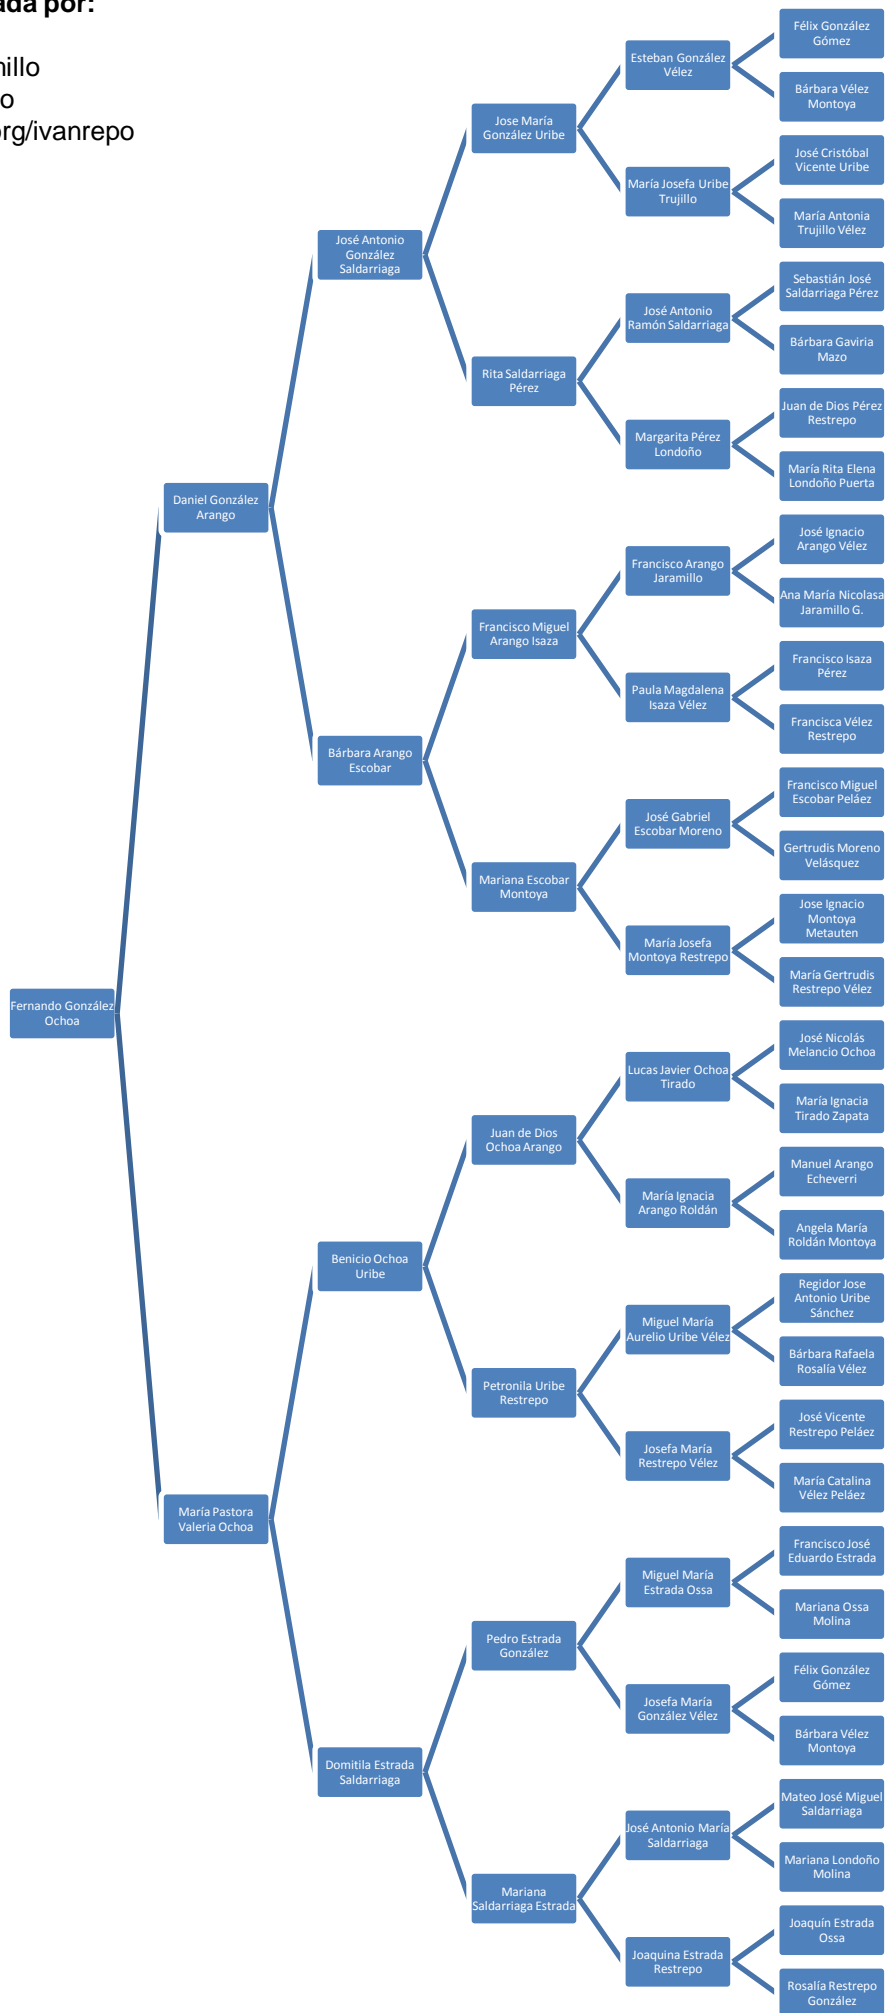 ada por:
nillo
o
org/ivanrepo
Félix González
Gómez
Esteban González
Vélez
Bárbara Vélez
Montoya
Jose María
González Uribe
José Cristóbal
Vicente Uribe
María Josefa Uribe
Trujillo
María Antonia
Trujillo Vélez
José Antonio
González
Saldarriaga
Sebastián José
Saldarriaga Pérez
José Antonio
Ramón Saldarriaga
Bárbara Gaviria
Mazo
Rita Saldarriaga
Pérez
Juan de Dios Pérez
Restrepo
Margarita Pérez
Londoño
María Rita Elena
Londoño Puerta
Daniel González
Arango
José Ignacio
Arango Vélez
Francisco Arango
Jaramillo
Ana María Nicolasa
Jaramillo G.
Francisco Miguel
Arango Isaza
Francisco Isaza
Pérez
Paula Magdalena
Isaza Vélez
Francisca Vélez
Restrepo
Bárbara Arango
Escobar
Francisco Miguel
Escobar Peláez
José Gabriel
Escobar Moreno
Gertrudis Moreno
Velásquez
Mariana Escobar
Montoya
Jose Ignacio
Montoya
Metauten
María Josefa
Montoya Restrepo
María Gertrudis
Restrepo Vélez
Fernando González
Ochoa
José Nicolás
Melancio Ochoa
Lucas Javier Ochoa
Tirado
María Ignacia
Tirado Zapata
Juan de Dios
Ochoa Arango
Manuel Arango
Echeverri
María Ignacia
Arango Roldán
Angela María
Roldán Montoya
Benicio Ochoa
Uribe
Regidor Jose
Antonio Uribe
Sánchez
Miguel María
Aurelio Uribe Vélez
Bárbara Rafaela
Rosalía Vélez
Petronila Uribe
Restrepo
José Vicente
Restrepo Peláez
Josefa María
Restrepo Vélez
María Catalina
Vélez Peláez
María Pastora
Valeria Ochoa
Francisco José
Eduardo Estrada
Miguel María
Estrada Ossa
Mariana Ossa
Molina
Pedro Estrada
González
Félix González
Gómez
Josefa María
González Vélez
Bárbara Vélez
Montoya
Domitila Estrada
Saldarriaga
Mateo José Miguel
Saldarriaga
José Antonio María
Saldarriaga
Mariana Londoño
Molina
Mariana
Saldarriaga Estrada
Joaquín Estrada
Ossa
Joaquina Estrada
Restrepo
Rosalía Restrepo
González